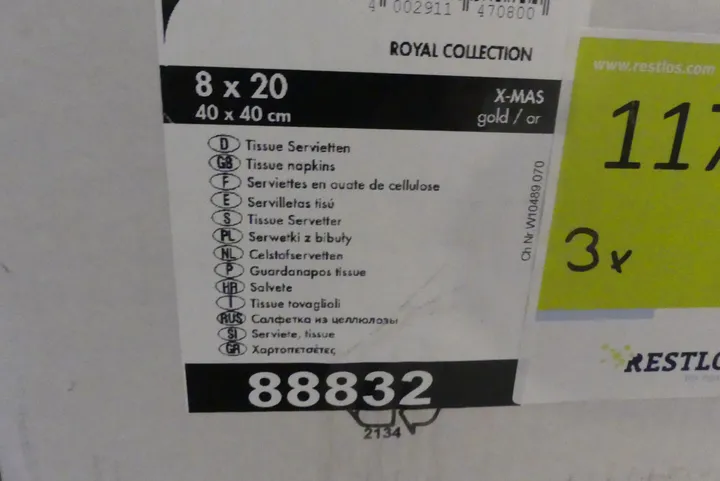 4 002911 470800
ROYAL COLLECTION
8 x 20
40 x 40 cm
X-MAS
gold / or
D Tissue Servietten
GB Tissue napkins
F Serviettes en ouate de cellulose
E Servilletas tisú
S Tissue Servetter
PL Serwetki z bibuły
NL Celstofservetten
P Guardanapos tissue
HR Salvete
I Tissue tovaglioli
RUS Салфетка из целлюлозы
SI Serviete, tissue
GR Χαρτοπετσέτες
88832
2134
Ch Nr W10489 070
www.restlos.com
117
3x
RESTLO